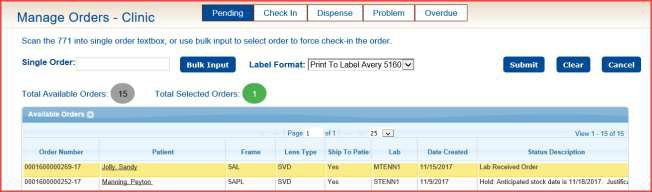 Manage Orders - Clinic
Pending Check In Dispense Problem Overdue
Scan the 771 into single order textbox, or use bulk input to select order to force check-in the order.
Single Order: Bulk Input Label Format: Print To Label Avery 5160 Submit Clear Cancel
Total Available Orders: 15 Total Selected Orders: 1
Available Orders
Page 1 of 1 25 View 1 - 15 of 15
Order Number Patient Frame Lens Type Ship To Patie Lab Date Created Status Description
0001600000269-17 Jolly, Sandy 5AL SVD Yes MTENN1 11/15/2017 Lab Received Order
0001600000252-17 Manning, Peyton 5APL SVD Yes STENN1 11/9/2017 Hold: Anticipated stock date is 11/18/2017. Justifica